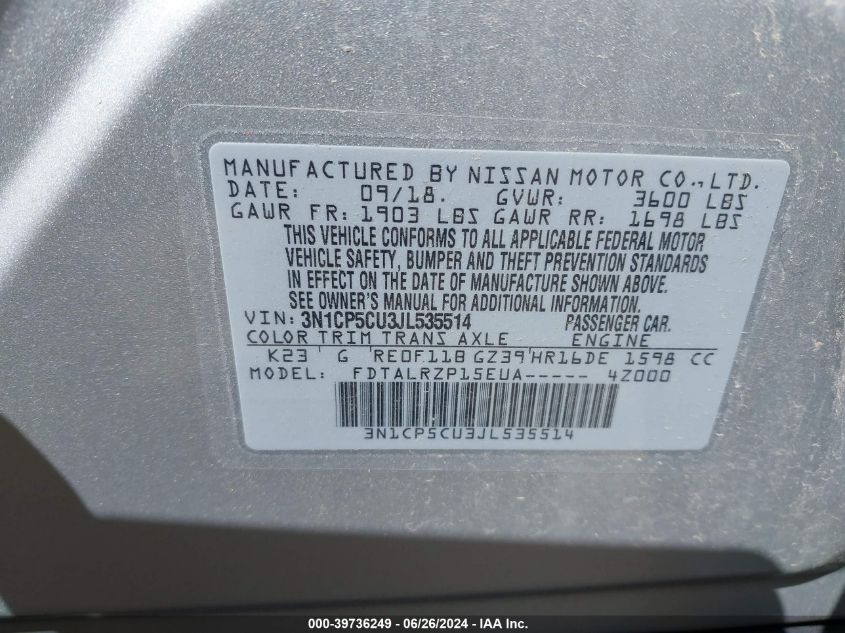 MANUFACTURED BY NISSAN MOTOR CO., LTD.
DATE: 09/18. GVWR: 3600 LBS
GAWR FR: 1903 LBS GAWR RR: 1698 LBS
THIS VEHICLE CONFORMS TO ALL APPLICABLE FEDERAL MOTOR
VEHICLE SAFETY, BUMPER AND THEFT PREVENTION STANDARDS
IN EFFECT ON THE DATE OF MANUFACTURE SHOWN ABOVE.
SEE OWNER'S MANUAL FOR ADDITIONAL INFORMATION.
VIN: 3N1CP5CU3JL535514 PASSENGER CAR.
COLOR TRIM TRANS AXLE ENGINE
K23 G RE0F11B GZ39 HR16DE 1598 CC
MODEL: FDTALRZP15EUA----- 4Z000
3N1CP5CU3JL535514
000-39736249 - 06/26/2024 - IAA Inc.